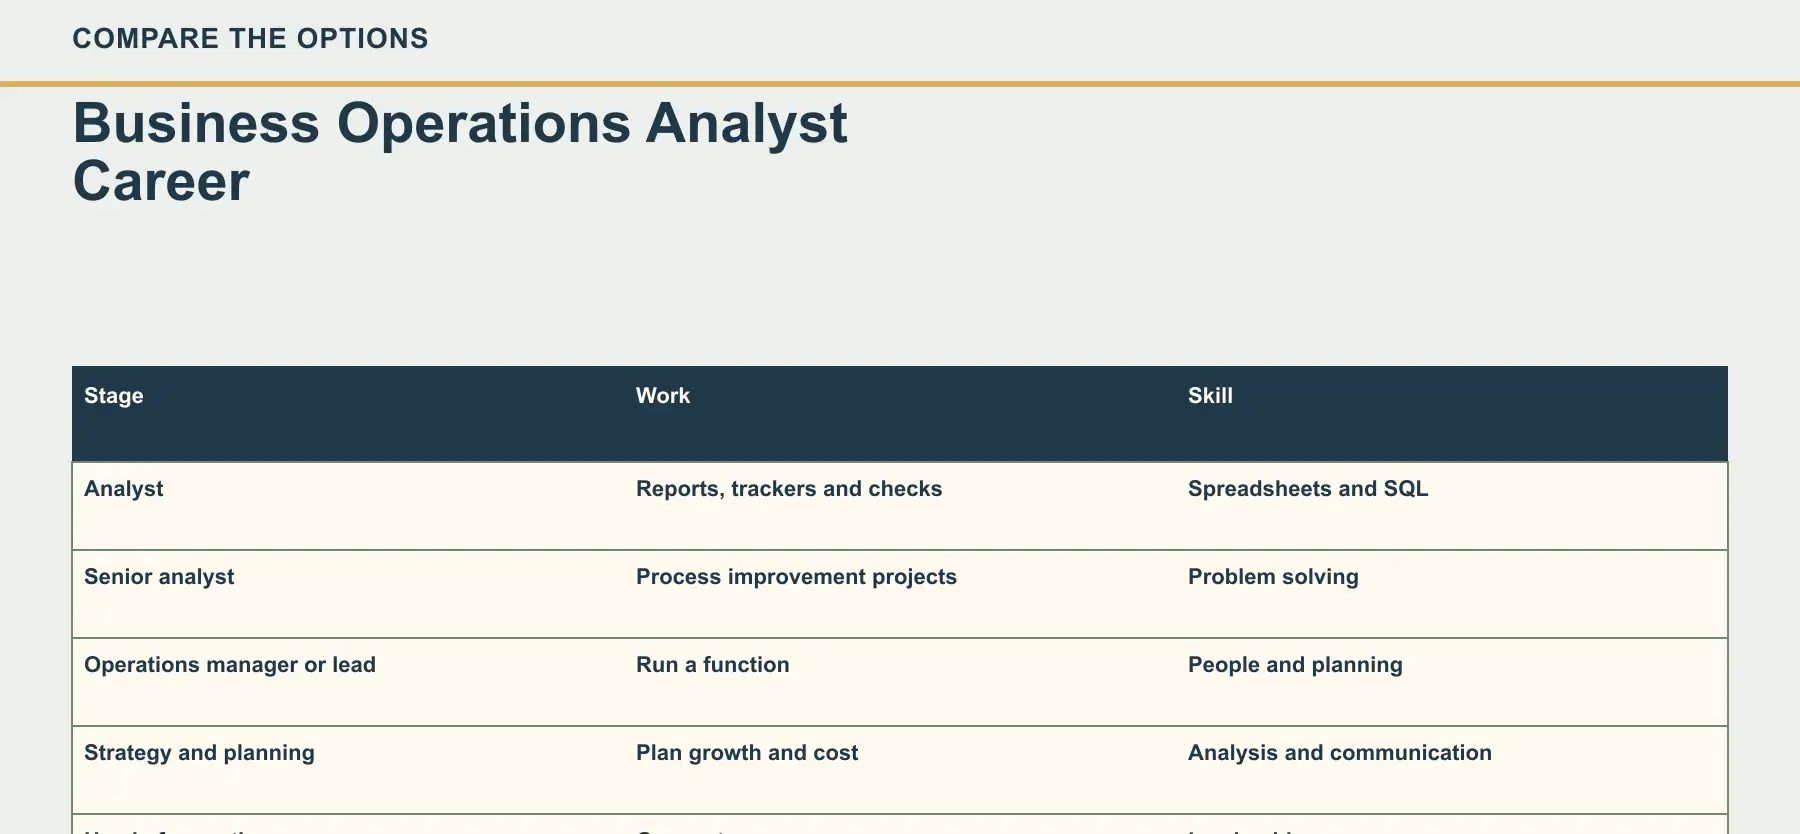 COMPARE THE OPTIONS
Business Operations Analyst
Career
Stage Work Skill
Analyst Reports, trackers and checks Spreadsheets and SQL
Senior analyst Process improvement projects Problem solving
Operations manager or lead Run a function People and planning
Strategy and planning Plan growth and cost Analysis and communication